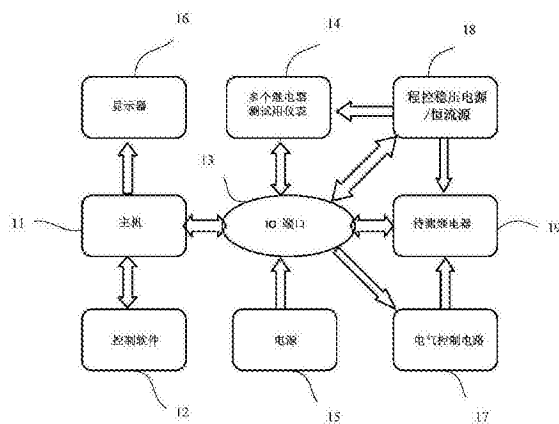 16
14
18
显示器
多个继电器
测试用仪表
程控稳压电源
/恒流源
13
11
主机
IO 端口
待测继电器
19
控制软件
电源
电气控制电路
12
15
17